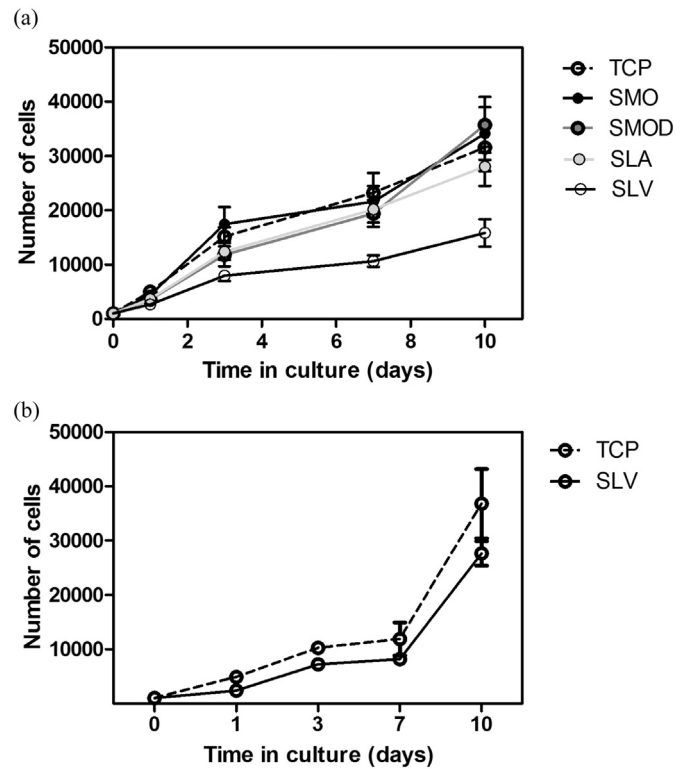 (a)
50000
40000
30000
20000
10000
0
Number of cells
0 2 4 6 8 10
Time in culture (days)
TCP
SMO
SMOD
SLA
SLV
(b)
50000
40000
30000
20000
10000
Number of cells
0 1 3 7 10
Time in culture (days)
TCP
SLV